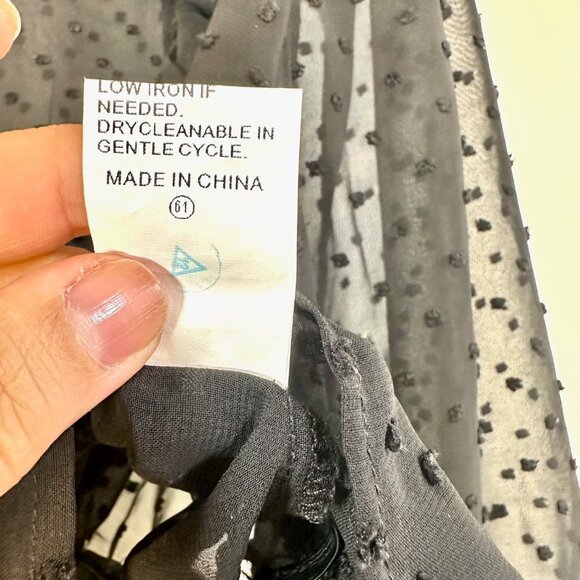 LOW IRON IF
NEEDED.
DRYCLEANABLE IN
GENTLE CYCLE.
MADE IN CHINA
61